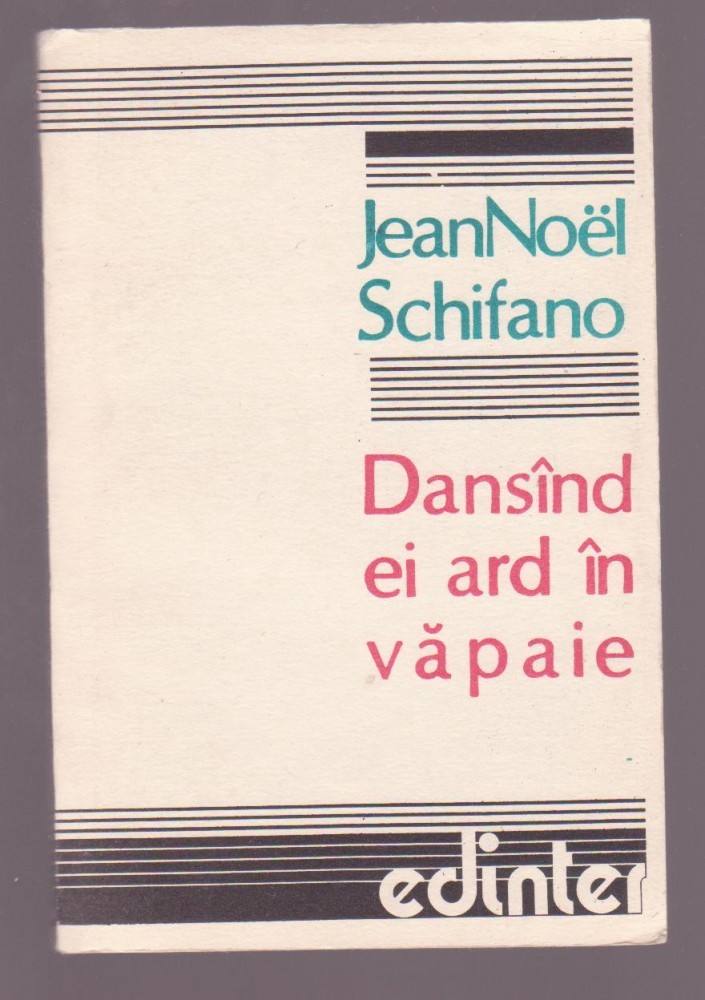 JeanNoël
Schifano
Dansînd
ei ard în
văpaie
edinter